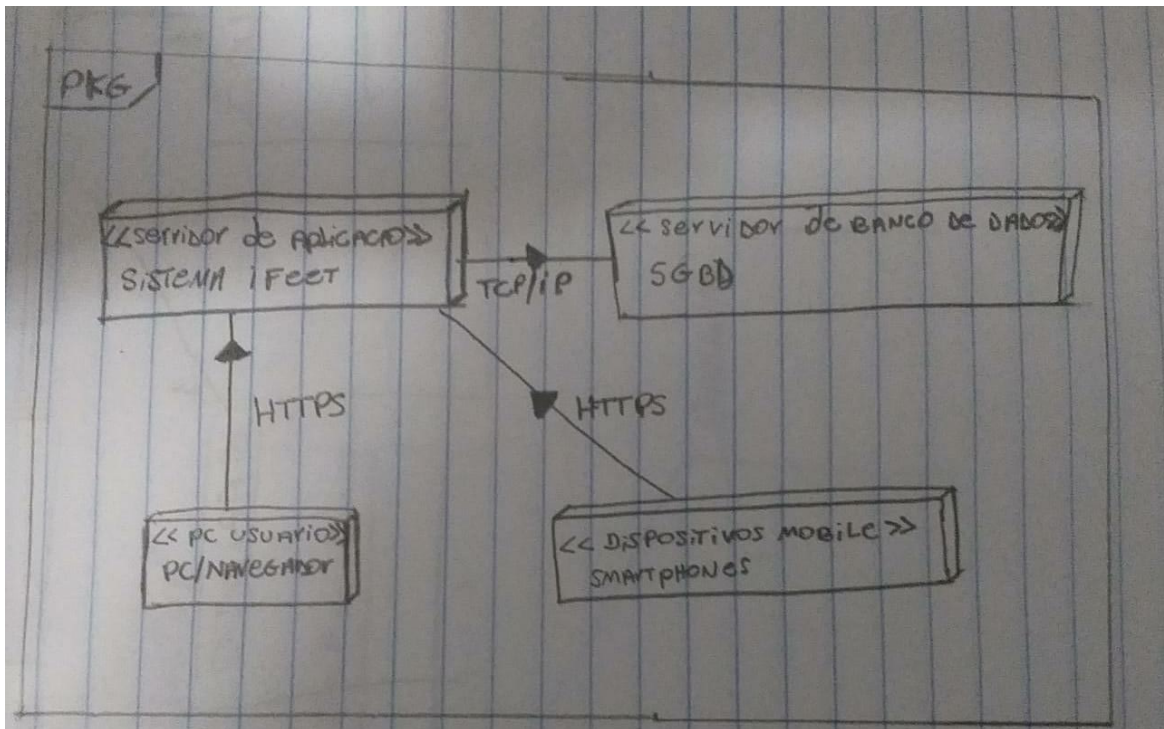 PKG
<<servidor de APLICACAO>>
SISTEMA iFEET
TCP/iP
<<servidor de BANCO DE DADOS>>
SGBD
HTTPS
HTTPS
<<PC USUARIO>>
PC/NAVEGADOR
<<DISPOSITIVOS MOBILE>>
SMARTPHONES